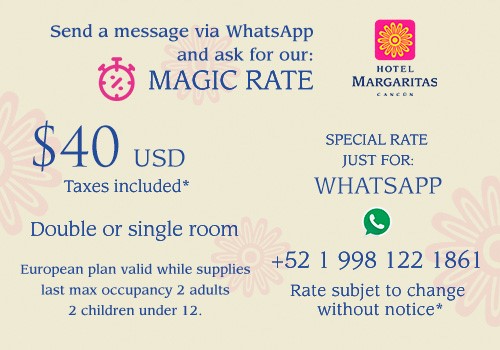 Send a message via WhatsApp
and ask for our:
MAGIC RATE
HOTEL
MARGARITAS
CANCÚN
$40 USD
Taxes included*
Double or single room
European plan valid while supplies
last max occupancy 2 adults
2 children under 12.
SPECIAL RATE
JUST FOR:
WHATSAPP
+52 1 998 122 1861
Rate subjet to change
without notice*